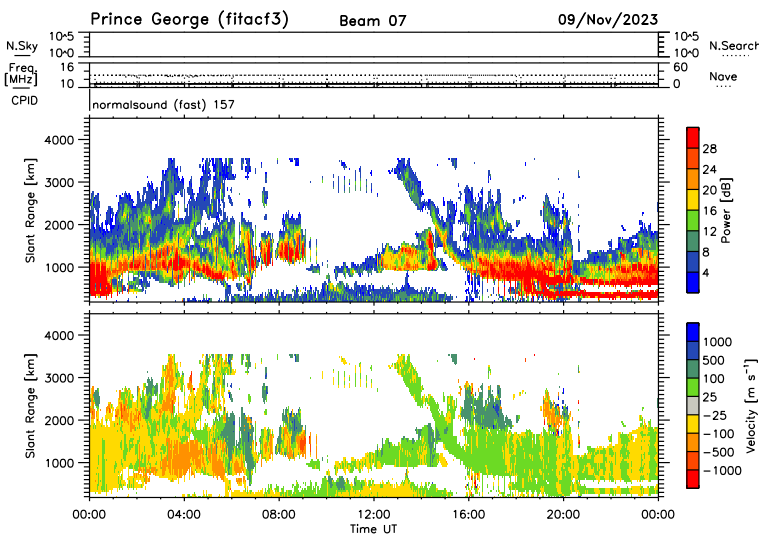 Prince George (fitacf3) Beam 07 09/Nov/2023
N.Sky 10^5 10^0 10^5 10^0 N.Search
Freq. [MHz] 16 10 60 0 Nave
CPID normalsound (fast) 157
Slant Range [km] 4000 3000 2000 1000
Power [dB] 28 24 20 16 12 8 4
Slant Range [km] 4000 3000 2000 1000
Velocity [m s⁻¹] 1000 500 100 25 −25 −100 −500 −1000
00:00 04:00 08:00 12:00 16:00 20:00 00:00
Time UT